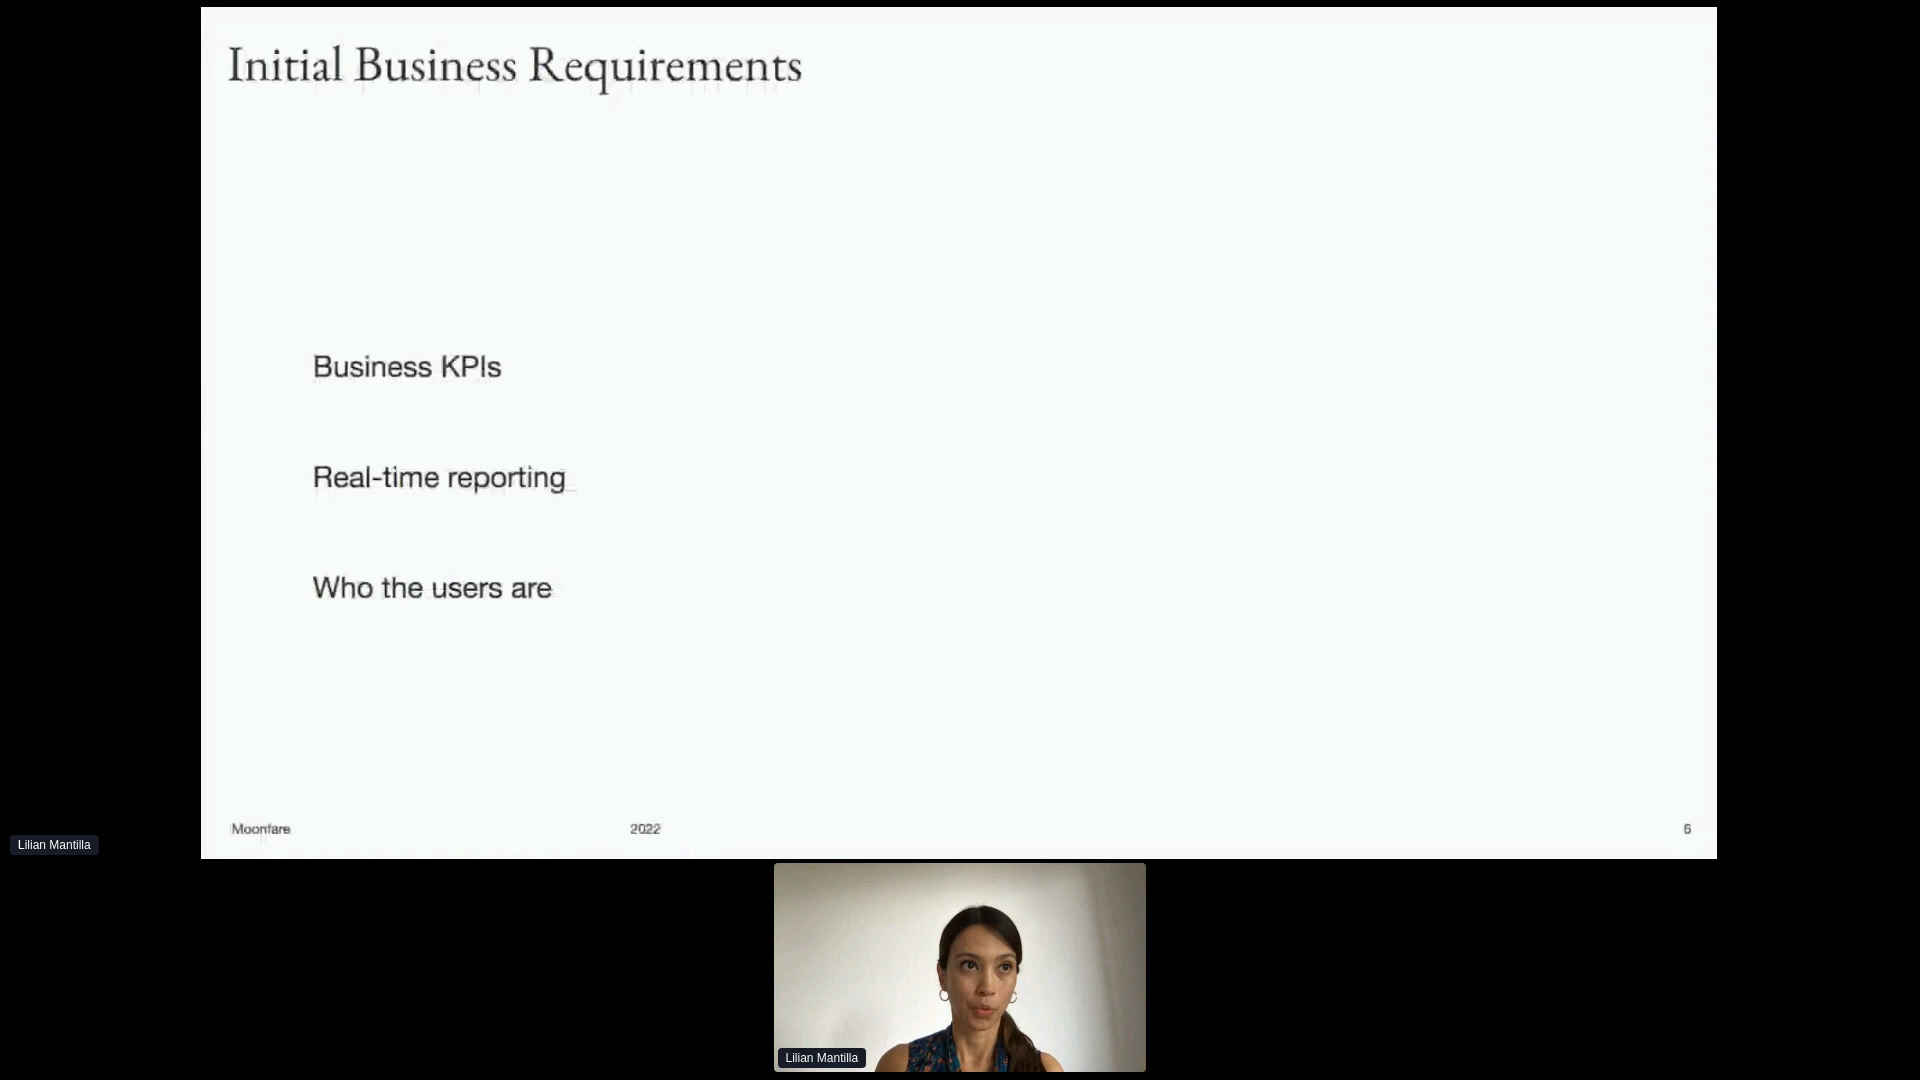 Initial Business Requirements
Business KPIs
Real-time reporting
Who the users are
Moonfare
2022
6
Lilian Mantilla
Lilian Mantilla